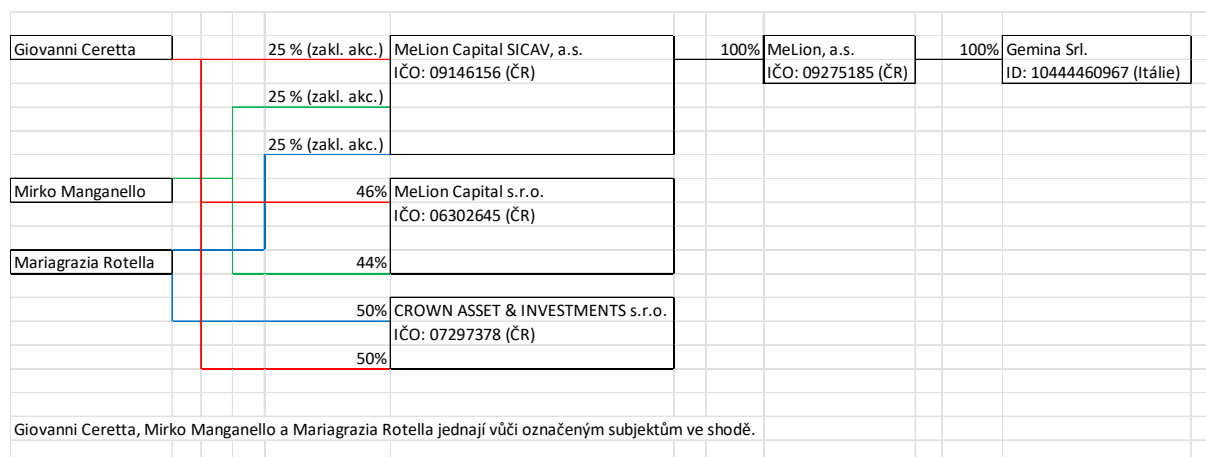 Giovanni Ceretta 25 % (zakl. akc.) MeLion Capital SICAV, a.s. 100% MeLion, a.s. 100% Gemina Srl.
IČO: 09146156 (ČR) IČO: 09275185 (ČR) ID: 10444460967 (Itálie)
25 % (zakl. akc.)
25 % (zakl. akc.)
Mirko Manganello 46% MeLion Capital s.r.o.
IČO: 06302645 (ČR)
Mariagrazia Rotella 44%
50% CROWN ASSET & INVESTMENTS s.r.o.
IČO: 07297378 (ČR)
50%
Giovanni Ceretta, Mirko Manganello a Mariagrazia Rotella jednají vůči označeným subjektům ve shodě.